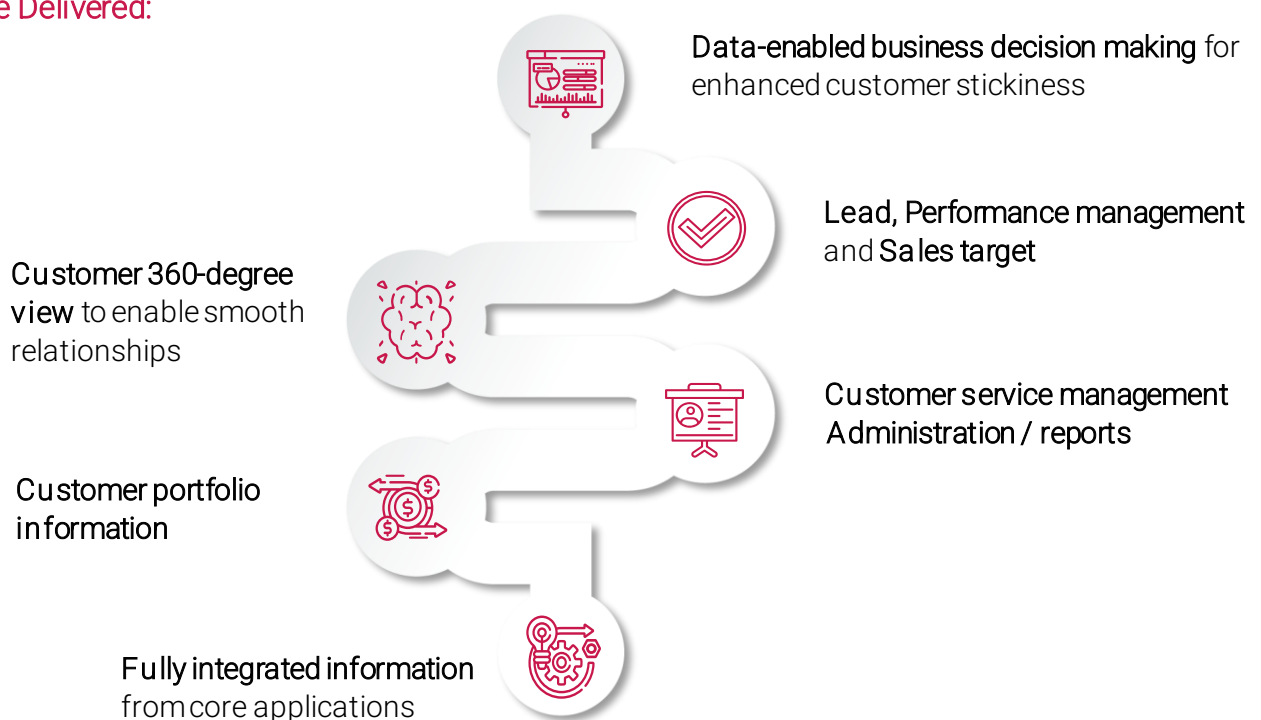 e Delivered:
Data-enabled business decision making for
enhanced customer stickiness
Lead, Performance management
and Sales target
Customer 360-degree
view to enable smooth
relationships
Customer service management
Administration / reports
Customer portfolio
information
Fully integrated information
from core applications